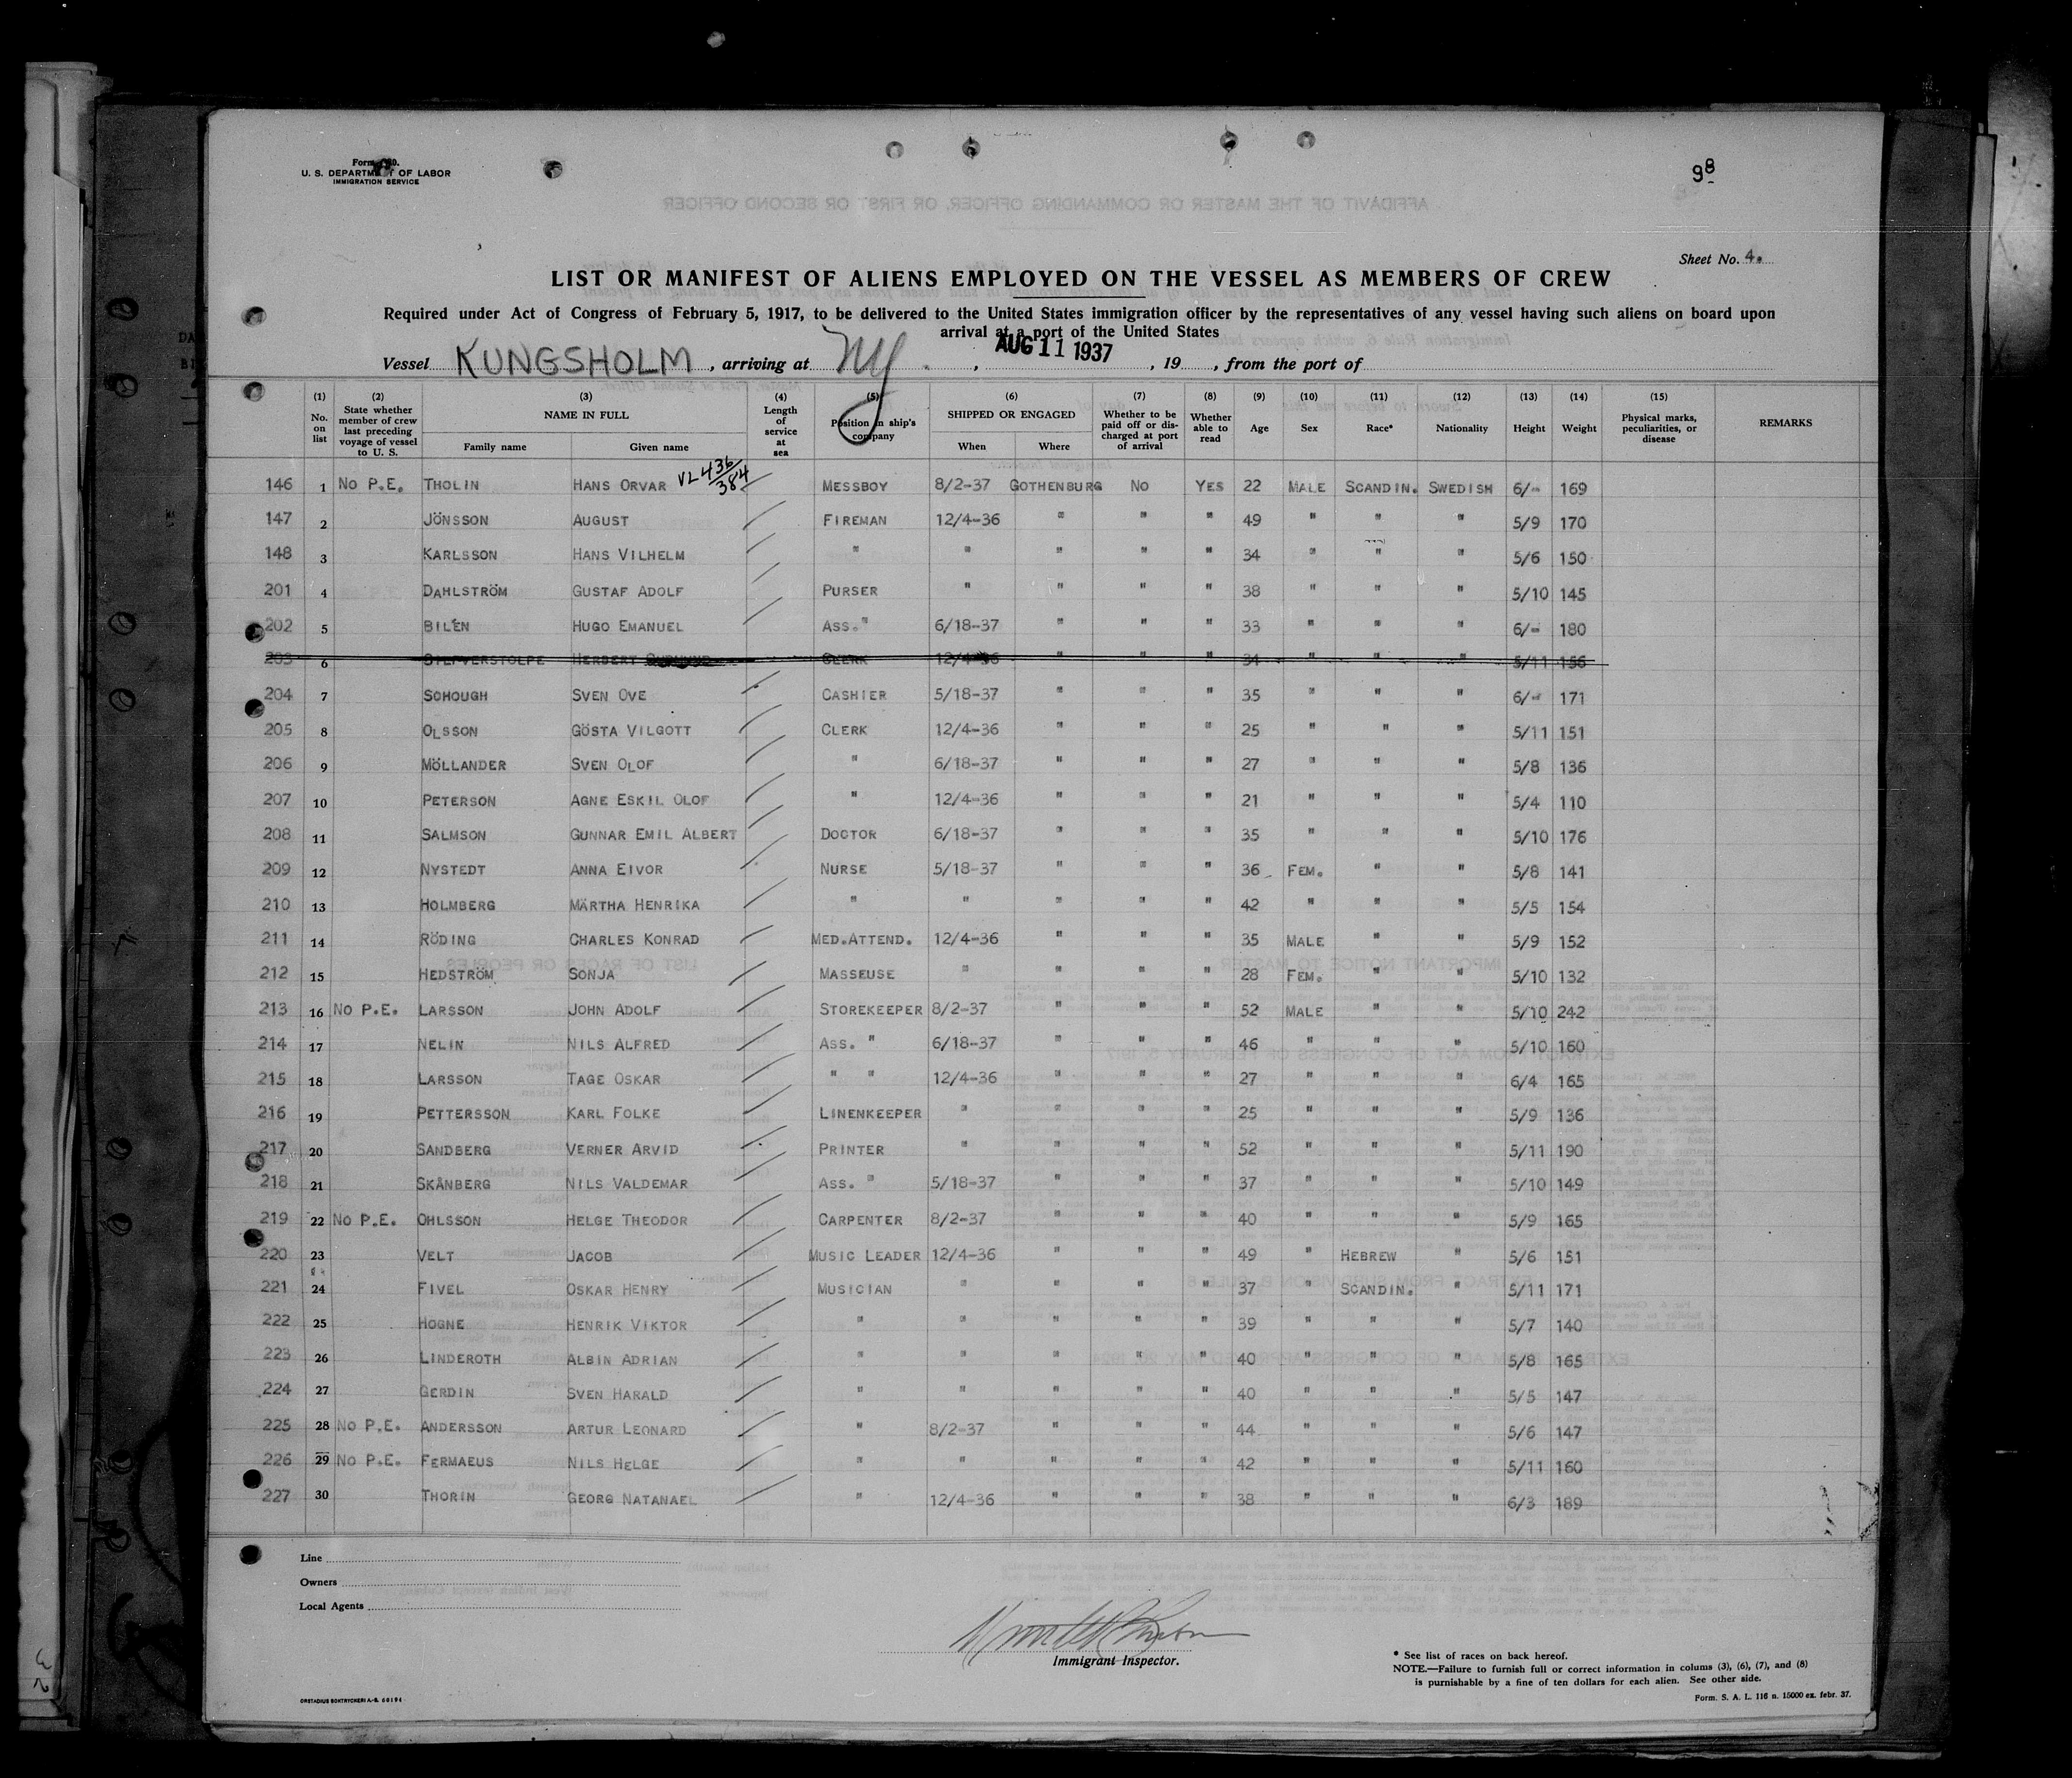 98
Form 680.
U. S. DEPARTMENT OF LABOR
IMMIGRATION SERVICE
Sheet No. 4.
LIST OR MANIFEST OF ALIENS EMPLOYED ON THE VESSEL AS MEMBERS OF CREW
Required under Act of Congress of February 5, 1917, to be delivered to the United States immigration officer by the representatives of any vessel having such aliens on board upon
arrival at a port of the United States
Vessel KUNGSHOLM, arriving at NY, AUG 11 1937, 19, from the port of
(1) No. on list (2) State whether member of crew last preceding voyage of vessel to U. S. (3) NAME IN FULL Family name Given name (4) Length of service at sea (5) Position in ship's company (6) SHIPPED OR ENGAGED When Where (7) Whether to be paid off or discharged at port of arrival (8) Whether able to read (9) Age (10) Sex (11) Race* (12) Nationality (13) Height (14) Weight (15) Physical marks, peculiarities, or disease REMARKS
146 1 NO P.E. THOLIN HANS ORVAR VL 436/384 MESSBOY 8/2-37 GOTHENBURG NO YES 22 MALE SCANDIN. SWEDISH 6/- 169
147 2 JÖNSSON AUGUST FIREMAN 12/4-36 " " " 49 " " " 5/9 170
148 3 KARLSSON HANS VILHELM " " " " " 34 " " " 5/6 150
201 4 DAHLSTRÖM GUSTAF ADOLF PURSER " " " " 38 " " " 5/10 145
202 5 BILÉN HUGO EMANUEL ASS. " 6/18-37 " " " 33 " " " 6/- 180
203 6 SILFVERSTOLPE HERBERT GUDMUND CLERK 12/4-36 " " " 34 " " " 5/11 156
204 7 SCHOUGH SVEN OVE CASHIER 5/18-37 " " " 35 " " " 6/- 171
205 8 OLSSON GÖSTA VILGOTT CLERK 12/4-36 " " " 25 " " " 5/11 151
206 9 MÖLLANDER SVEN OLOF " 6/18-37 " " " 27 " " " 5/8 136
207 10 PETERSON AGNE ESKIL OLOF " 12/4-36 " " " 21 " " " 5/4 110
208 11 SALMSON GUNNAR EMIL ALBERT DOCTOR 6/18-37 " " " 35 " " " 5/10 176
209 12 NYSTEDT ANNA EIVOR NURSE 5/18-37 " " " 36 FEM. " " 5/8 141
210 13 HOLMBERG MÄRTHA HENRIKA " " " " " 42 " " " 5/5 154
211 14 RÖDING CHARLES KONRAD MED.ATTEND. 12/4-36 " " " 35 MALE " " 5/9 152
212 15 HEDSTRÖM SONJA MASSEUSE " " " " 28 FEM. " " 5/10 132
213 16 NO P.E. LARSSON JOHN ADOLF STOREKEEPER 8/2-37 " " " 52 MALE " " 5/10 242
214 17 NELIN NILS ALFRED ASS. " 6/18-37 " " " 46 " " " 5/10 160
215 18 LARSSON TAGE OSKAR " " 12/4-36 " " " 27 " " " 6/4 165
216 19 PETTERSSON KARL FOLKE LINENKEEPER " " " " 25 " " " 5/9 136
217 20 SANDBERG VERNER ARVID PRINTER " " " " 52 " " " 5/11 190
218 21 SKÅNBERG NILS VALDEMAR ASS. " 5/18-37 " " " 37 " " " 5/10 149
219 22 NO P.E. OHLSSON HELGE THEODOR CARPENTER 8/2-37 " " " 40 " " " 5/9 165
220 23 VELT JACOB MUSIC LEADER 12/4-36 " " " 49 " HEBREW " 5/6 151
221 24 FIVEL OSKAR HENRY MUSICIAN " " " " 37 " SCANDIN. " 5/11 171
222 25 HOGNE HENRIK VIKTOR " " " " " 39 " " " 5/7 140
223 26 LINDEROTH ALBIN ADRIAN " " " " " 40 " " " 5/8 165
224 27 GERDIN SVEN HARALD " " " " " 40 " " " 5/5 147
225 28 NO P.E. ANDERSSON ARTUR LEONARD " 8/2-37 " " " 44 " " " 5/6 147
226 29 NO P.E. FERMAEUS NILS HELGE " " " " " 42 " " " 5/11 160
227 30 THORIN GEORG NATANAEL " 12/4-36 " " " 38 " " " 6/3 189
Line
Owners
Local Agents
Immigrant Inspector.
* See list of races on back hereof.
NOTE.—Failure to furnish full or correct information in colums (3), (6), (7), and (8)
is punishable by a fine of ten dollars for each alien. See other side.
Form. S. A. L. 116 n. 15000 ex. febr. 37.